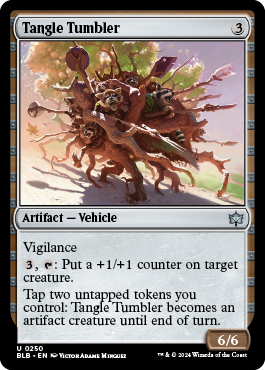 Tangle Tumbler 3
Artifact — Vehicle
Vigilance
3, : Put a +1/+1 counter on target
creature.
Tap two untapped tokens you
control: Tangle Tumbler becomes an
artifact creature until end of turn.
6/6
U 0250
BLB • EN Victor Adame Minguez
™ & © 2024 Wizards of the Coast